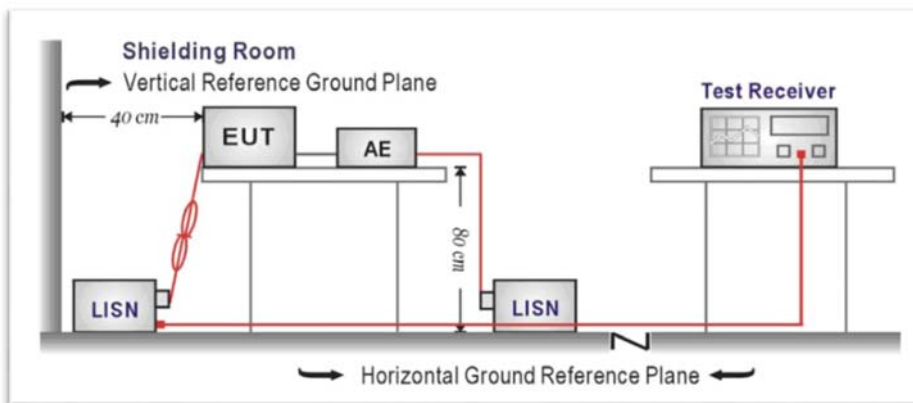 Shielding Room
Vertical Reference Ground Plane
40 cm
EUT
AE
Test Receiver
80 cm
LISN
LISN
Horizontal Ground Reference Plane